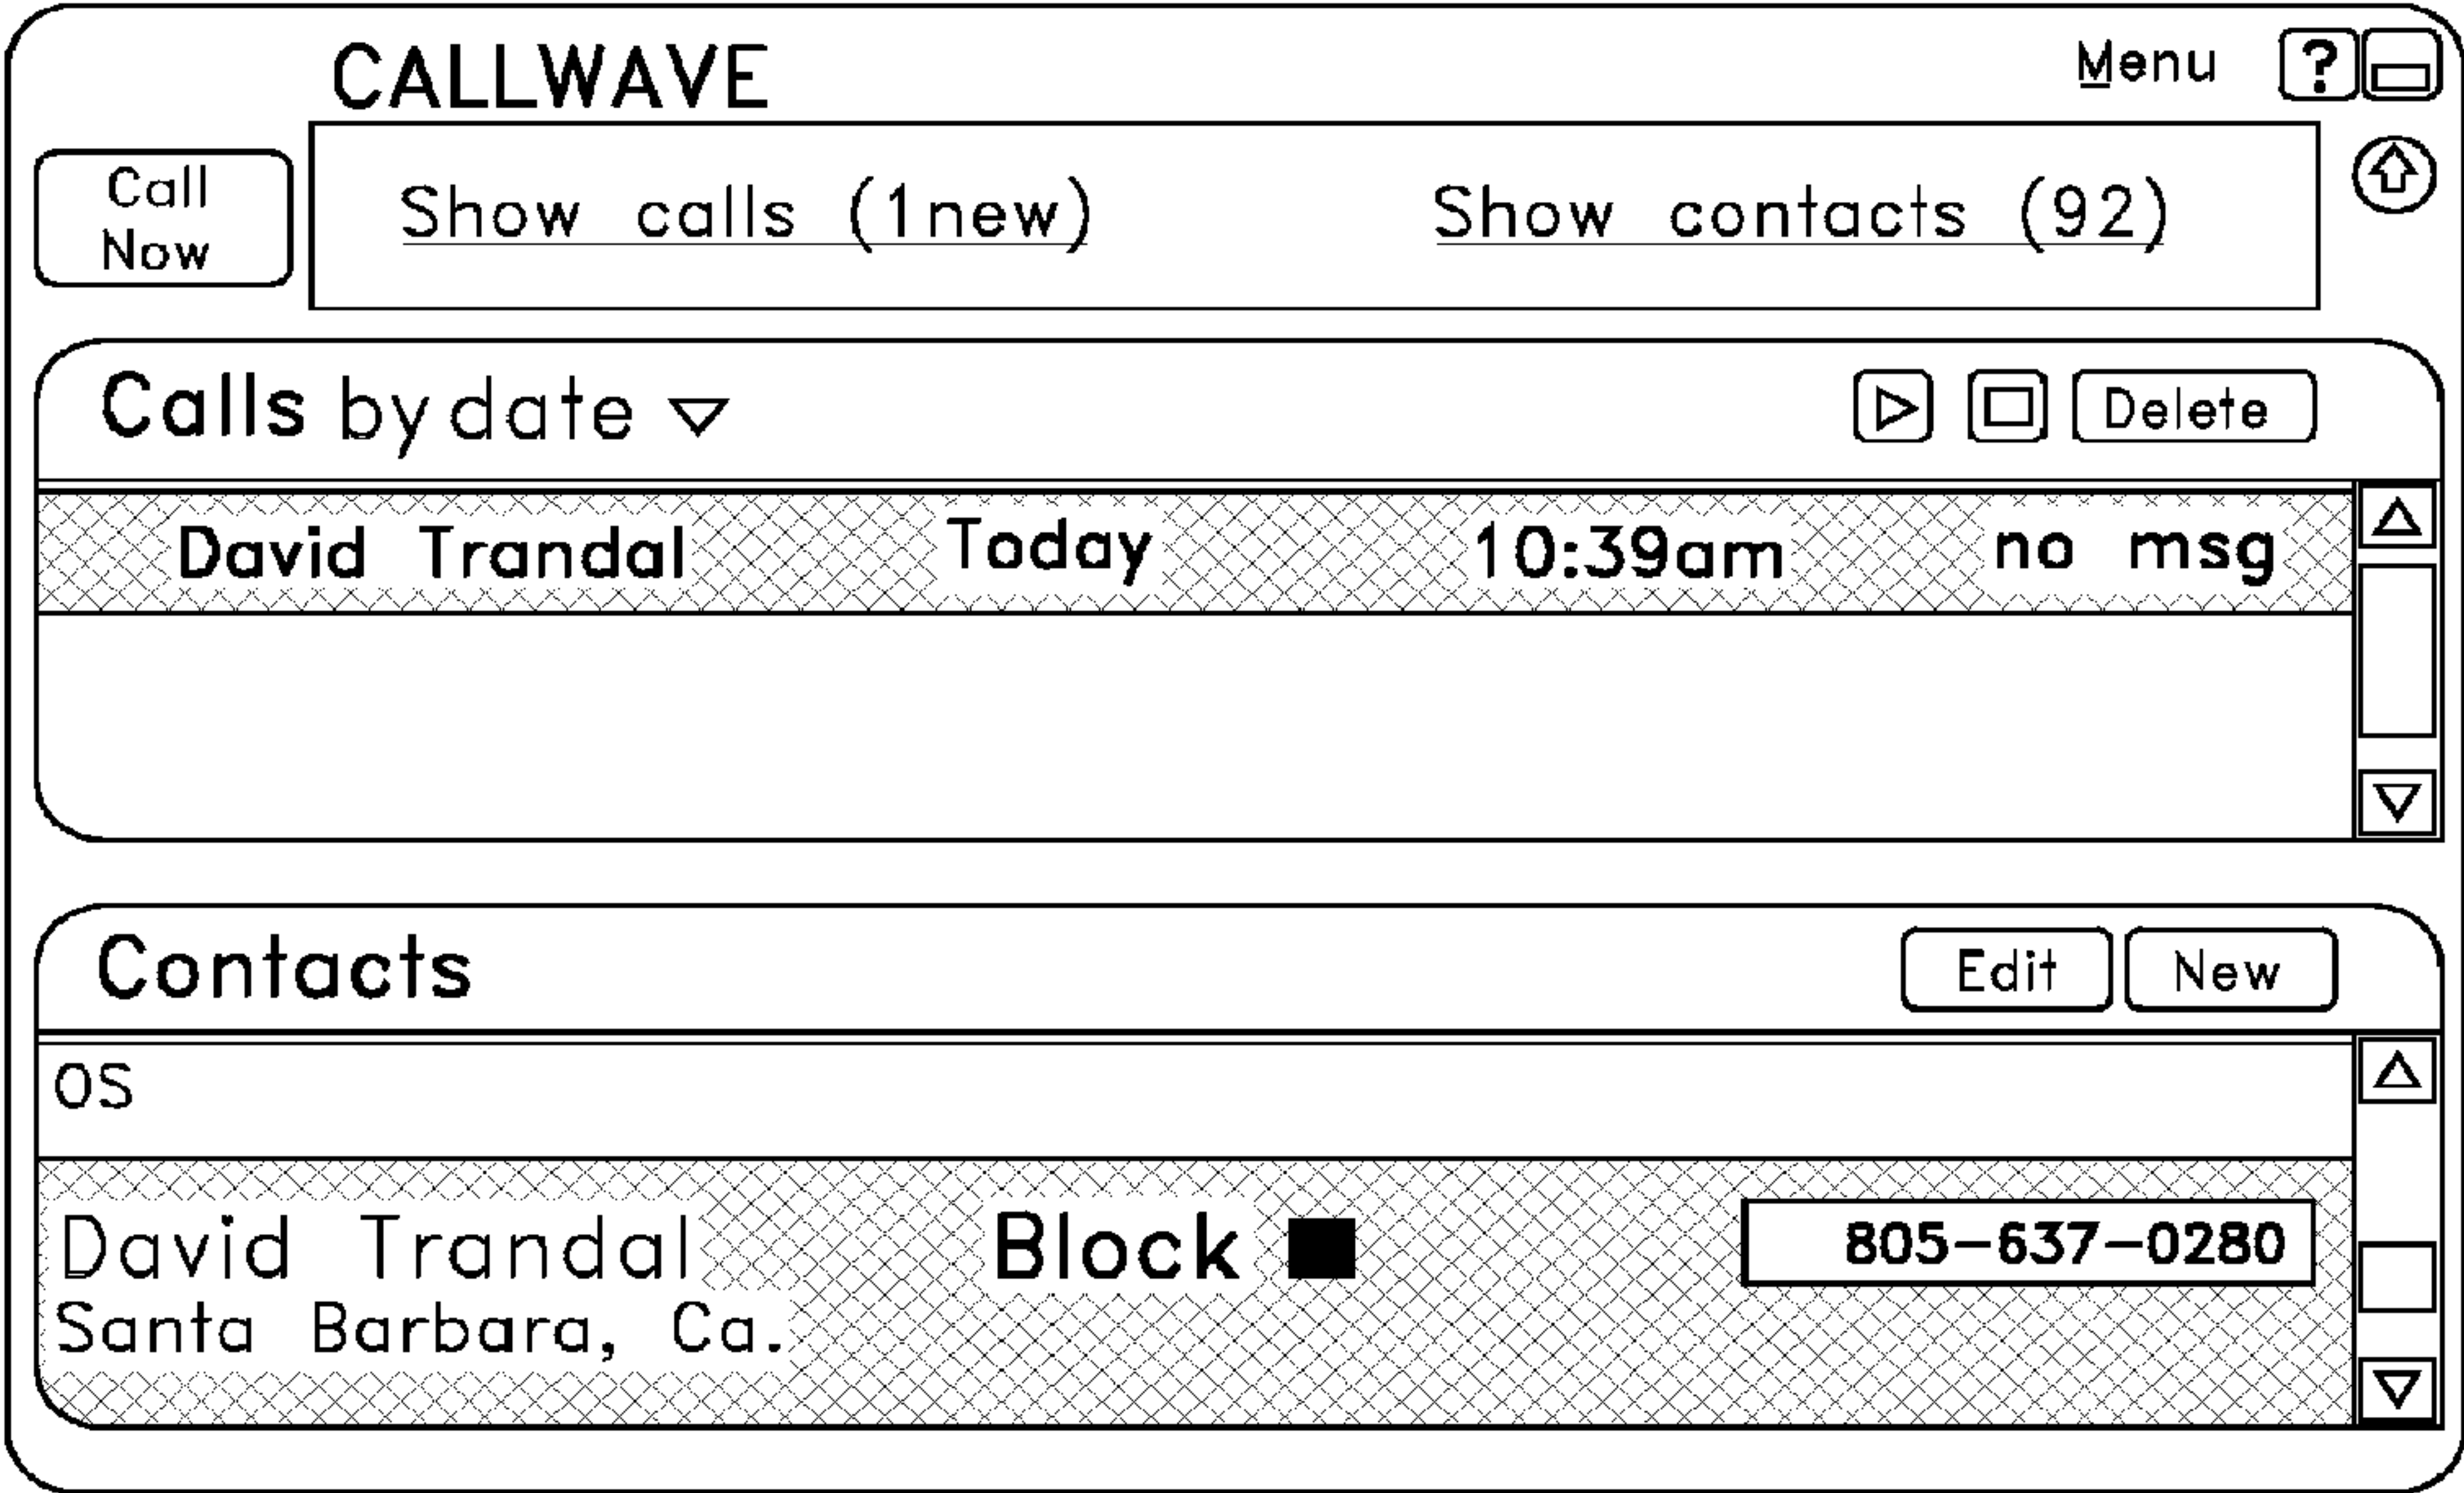 CALLWAVE Menu ?
Call
Now
Show calls (1new) Show contacts (92)
Calls by date Delete
David Trandal Today 10:39am no msg
Contacts Edit New
OS
David Trandal Block 805-637-0280
Santa Barbara, Ca.